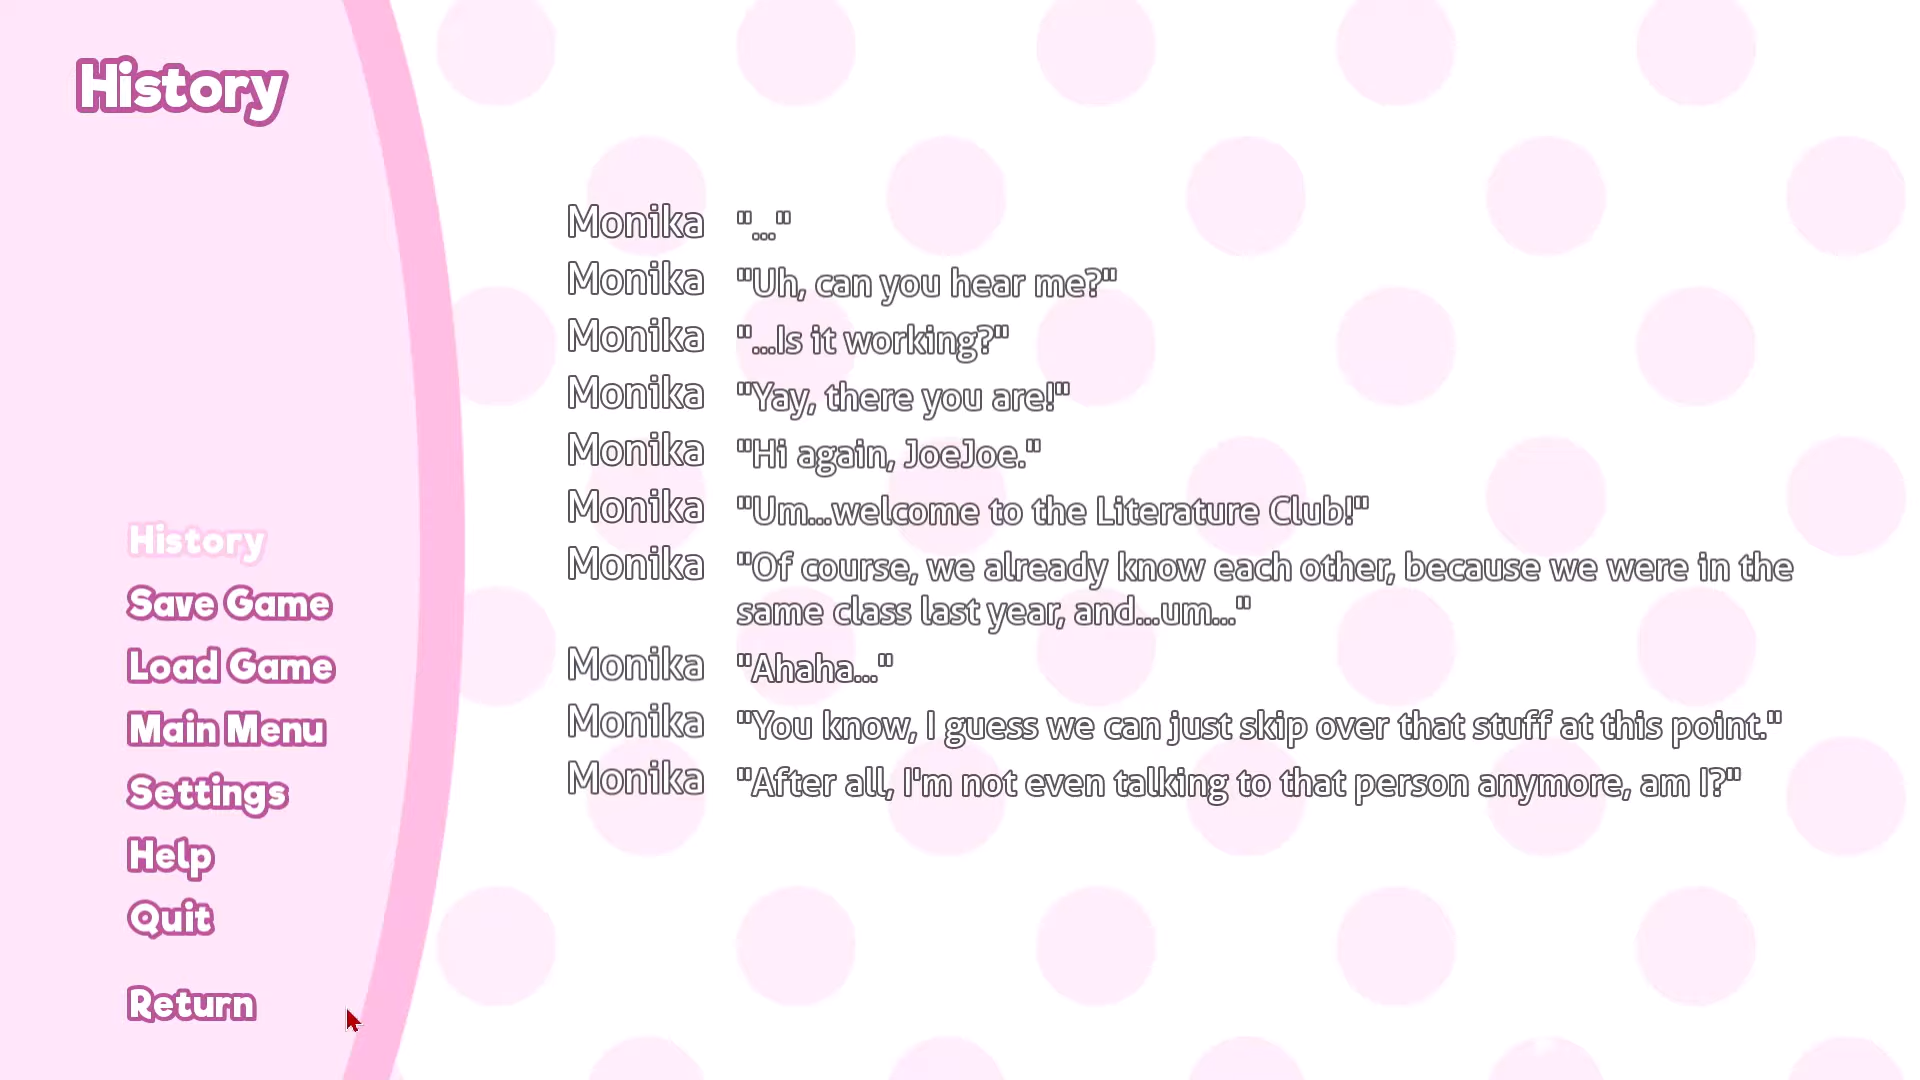 History
Monika "..."
Monika "Uh, can you hear me?"
Monika "...Is it working?"
Monika "Yay, there you are!"
Monika "Hi again, JoeJoe."
Monika "Um...welcome to the Literature Club!"
Monika "Of course, we already know each other, because we were in the
same class last year, and...um..."
Monika "Ahaha..."
Monika "You know, I guess we can just skip over that stuff at this point."
Monika "After all, I'm not even talking to that person anymore, am I?"
History
Save Game
Load Game
Main Menu
Settings
Help
Quit
Return